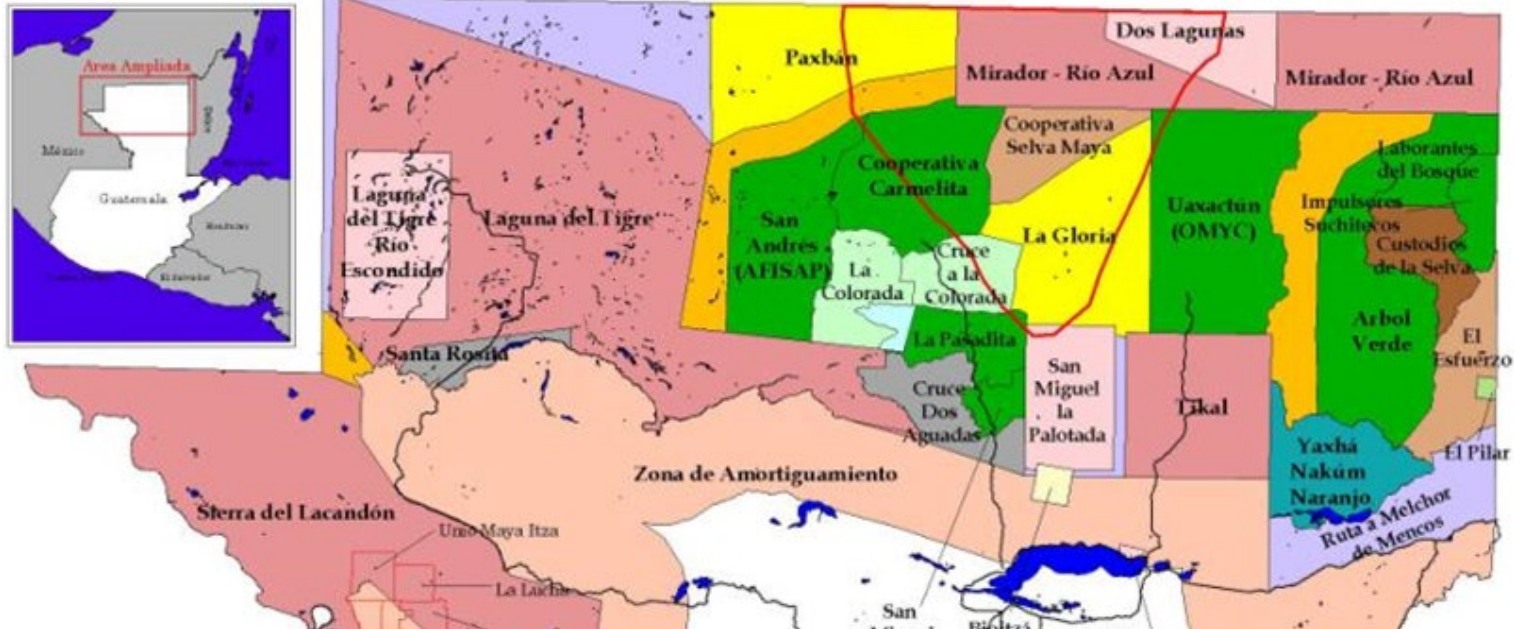 Area Ampliada
México
Guatemala
Belice
Honduras
El Salvador
Paxbán
Dos Lagunas
Mirador - Río Azul
Mirador - Río Azul
Cooperativa
Selva Maya
Cooperativa
Carmelita
Laborantes
del Bosque
Laguna
del Tigre
Río
Escondido
Laguna del Tigre
San
Andrés
(AFISAP)
La Gloria
Uaxactún
(OMYC)
Impulsores
Suchitecos
Custodios
de la Selva
La
Colorada
Cruce
a la
Colorada
La Pasadita
Arbol
Verde
El
Esfuerzo
Santa Rosita
Cruce
Dos
Aguadas
San
Miguel
la
Palotada
Tikal
El Pilar
Yaxhá
Nakúm
Naranjo
Zona de Amortiguamiento
Ruta a Melchor
de Mencos
Sierra del Lacandón
Unio Maya Itza
La Lucha
San